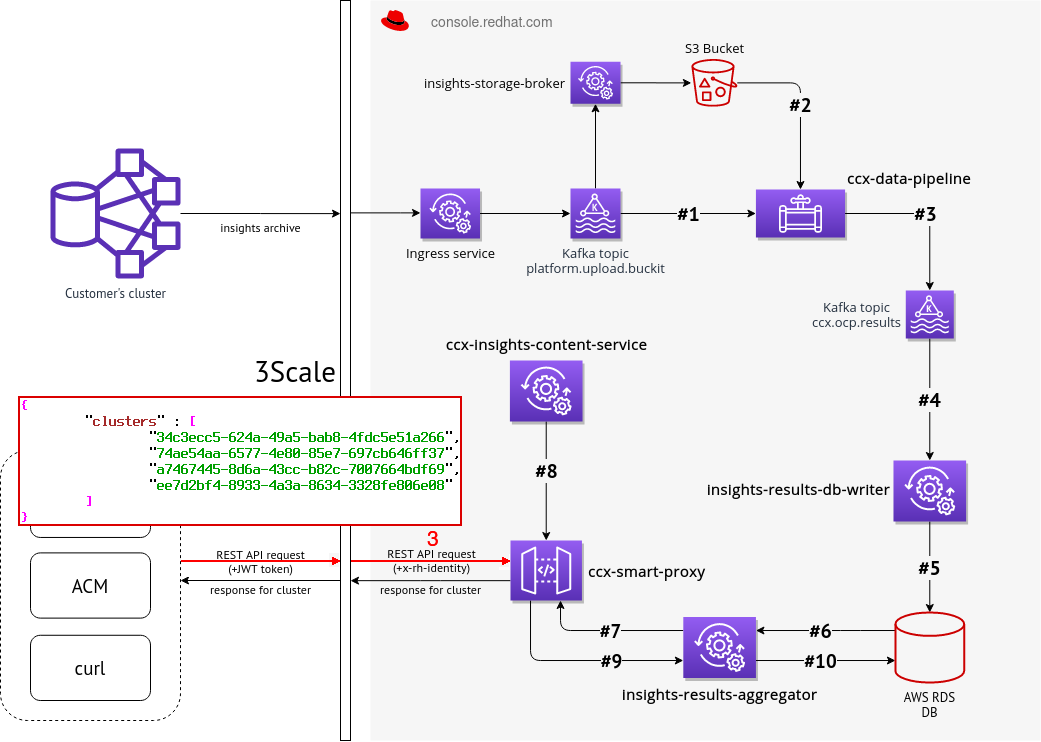 console.redhat.com
S3 Bucket
insights-storage-broker
#2
ccx-data-pipeline
#1
#3
insights archive
Ingress service
Kafka topic
platform.upload.buckit
Customer's cluster
Kafka topic
ccx.ocp.results
ccx-insights-content-service
3Scale
#4
{
"clusters" : [
"34c3ecc5-624a-49a5-bab8-4fdc5e51a266",
"74ae54aa-6577-4e80-85e7-697cb646ff37",
"a7467445-8d6a-43cc-b82c-7007664bdf69",
"ee7d2bf4-8933-4a3a-8634-3328fe806e08"
]
}
#8
insights-results-db-writer
3
REST API request
(+JWT token)
response for cluster
REST API request
(+x-rh-identity)
response for cluster
ccx-smart-proxy
#5
ACM
curl
#7
#6
#9
#10
insights-results-aggregator
AWS RDS
DB